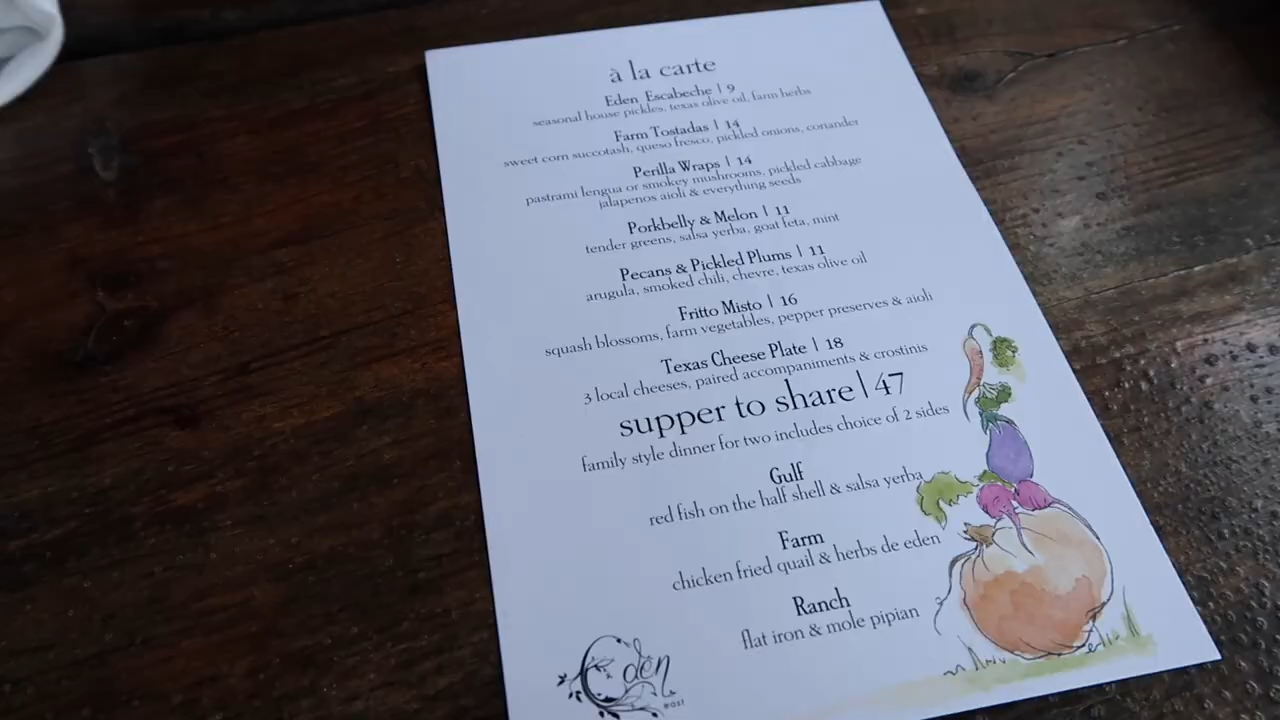 à la carte
Eden Escabeche | 9
seasonal house pickles, texas olive oil, farm herbs
Farm Tostadas | 14
sweet corn succotash, queso fresco, pickled onions, coriander
Perilla Wraps | 14
pastrami lengua or smokey mushrooms, pickled cabbage
jalapenos aioli & everything seeds
Porkbelly & Melon | 11
tender greens, salsa yerba, goat feta, mint
Pecans & Pickled Plums | 11
arugula, smoked chili, chevre, texas olive oil
Fritto Misto | 16
squash blossoms, farm vegetables, pepper preserves & aioli
Texas Cheese Plate | 18
3 local cheeses, paired accompaniments & crostinis
supper to share | 47
family style dinner for two includes choice of 2 sides
Gulf
red fish on the half shell & salsa yerba
Farm
chicken fried quail & herbs de eden
Ranch
flat iron & mole pipian
Eden
east